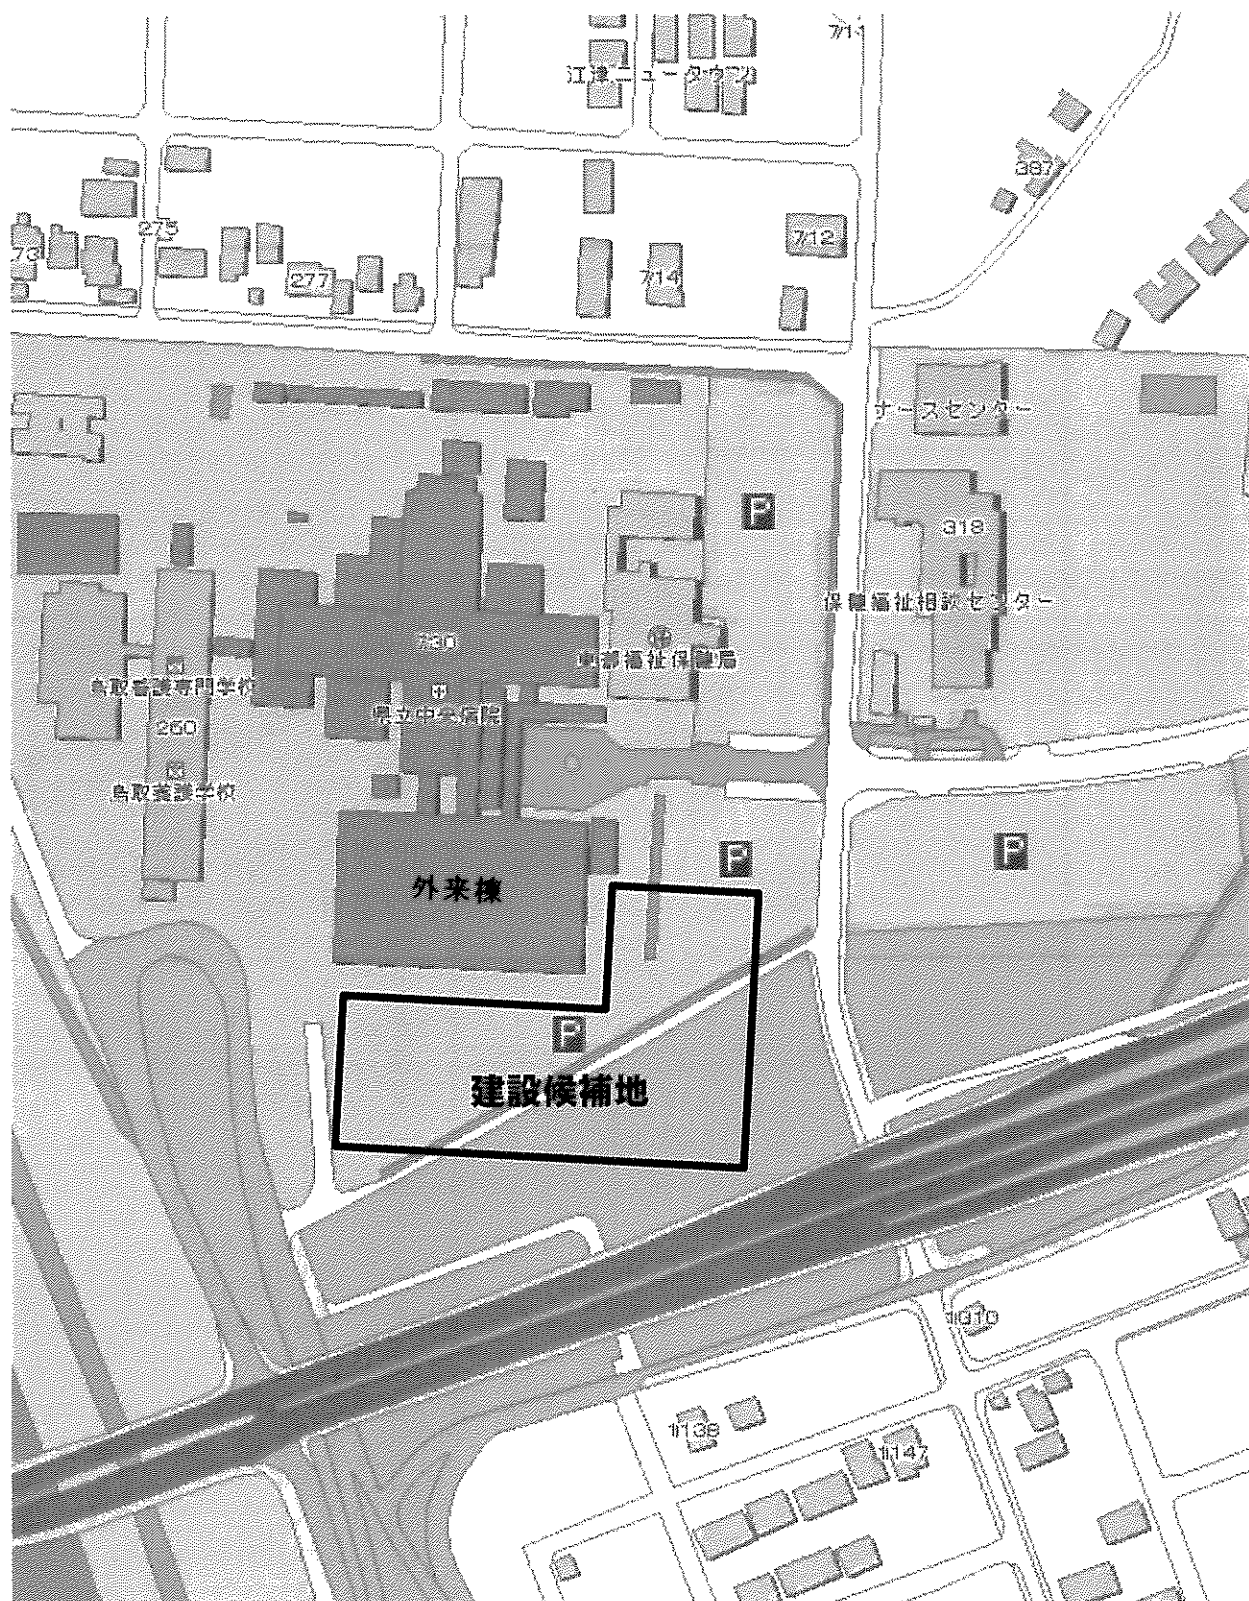 江津ニュータウン
387
275
73
277
712
714
ナースセンター
P
318
保健福祉相談センター
730
東部福祉保健局
鳥取看護専門学校
県立中央病院
260
鳥取養護学校
P
P
外来棟
P
建設候補地
1010
1138
1147